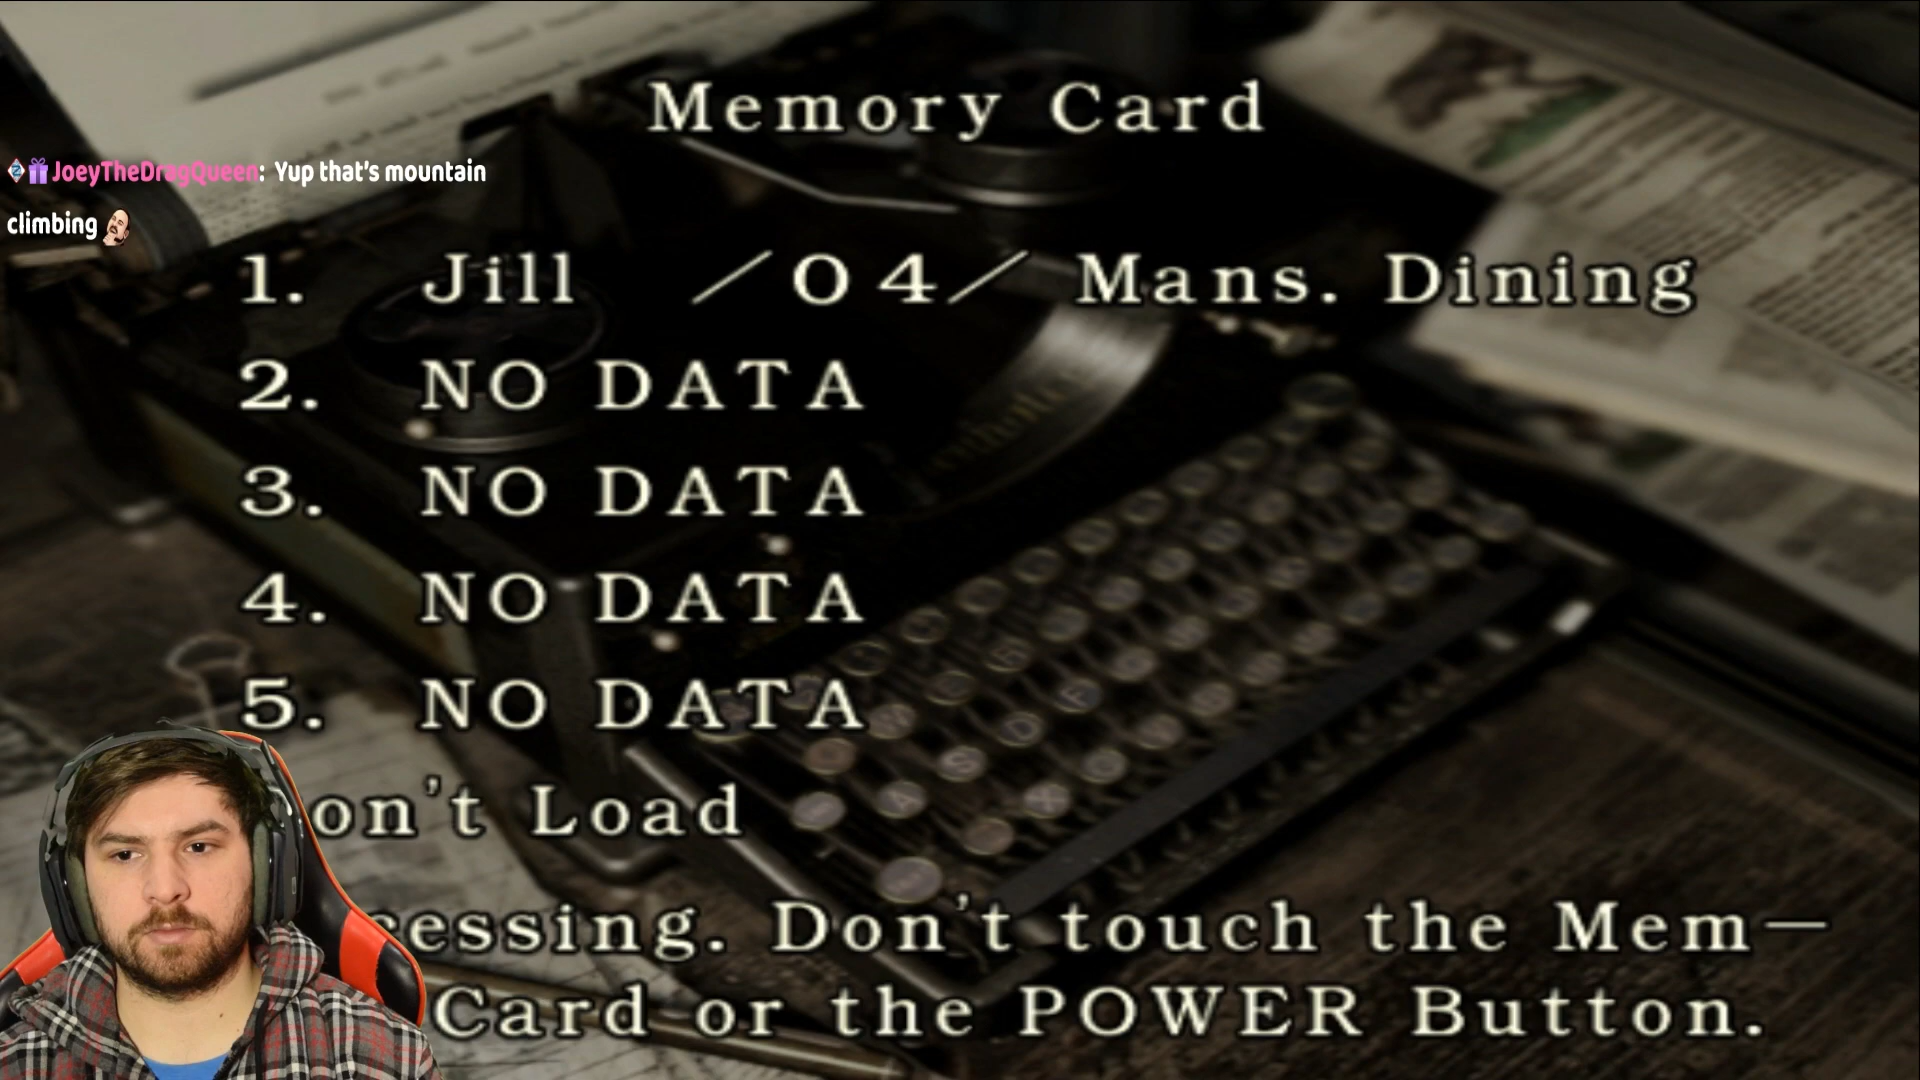 Memory Card
JoeyTheDragQueen: Yup that's mountain
climbing
1. Jill /04/ Mans. Dining
2. NO DATA
3. NO DATA
4. NO DATA
5. NO DATA
on't Load
cessing. Don't touch the Mem-
Card or the POWER Button.